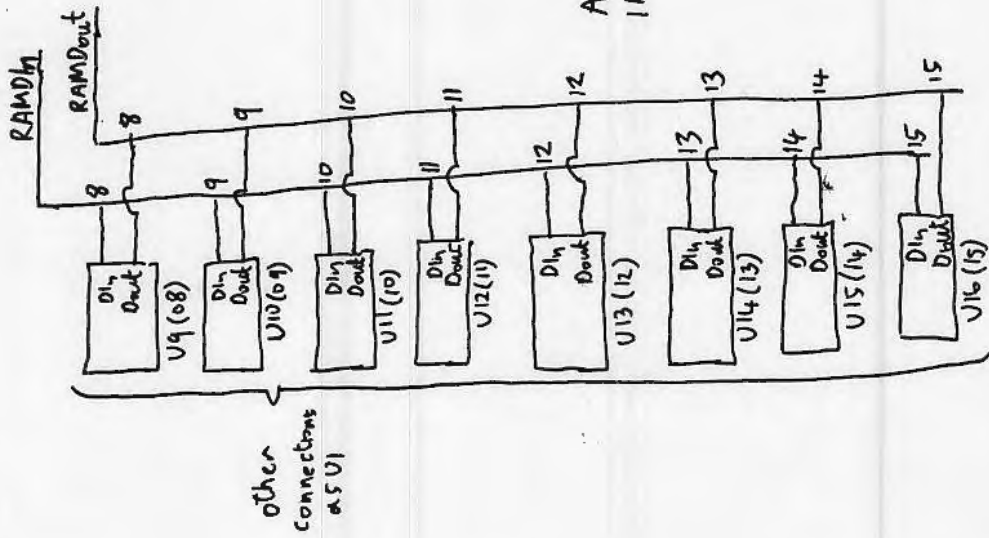 RAMDIn
RAMDout
8
9
10
11
12
13
14
15
8
9
10
11
12
13
14
15
DIn
Dout
U9(08)
DIn
Dout
U10(09)
DIn
Dout
U11(10)
DIn
Dout
U12(11)
DIn
Dout
U13(12)
DIn
Dout
U14(13)
DIn
Dout
U15(14)
DIn
Dout
U16(15)
other
connections
as U1